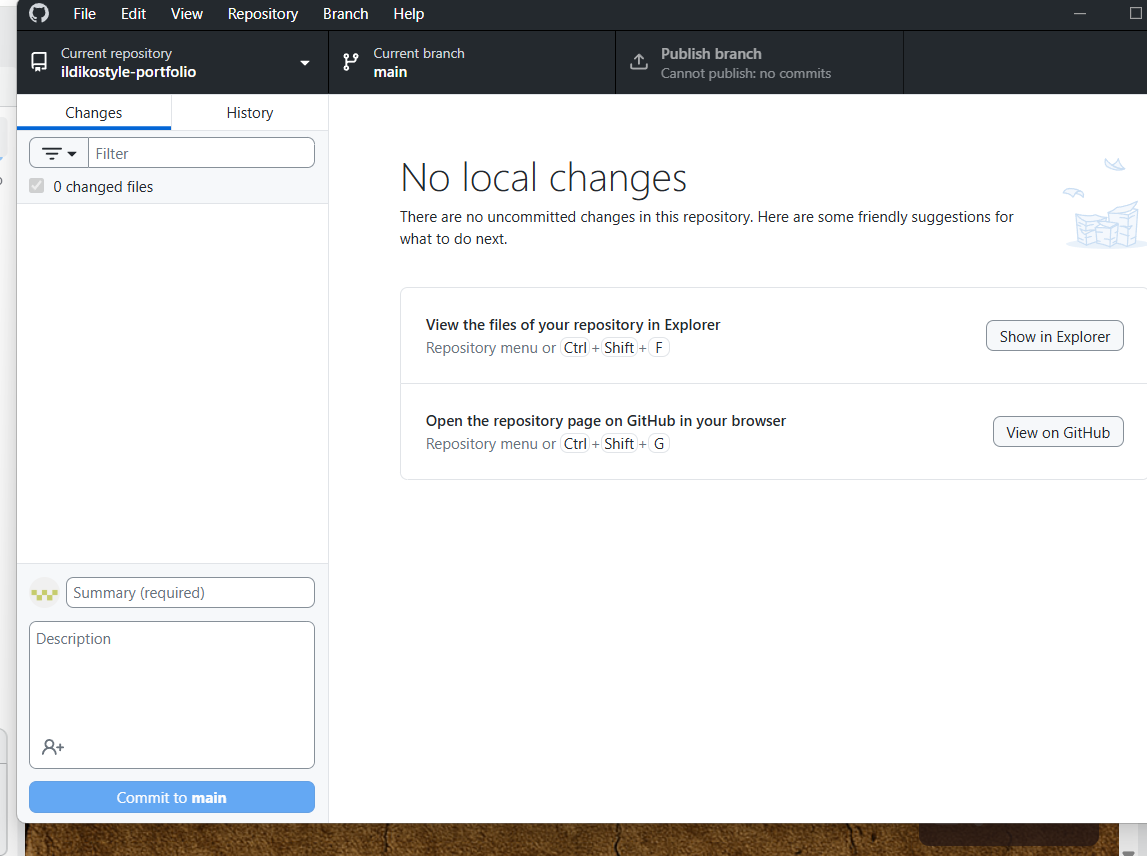 File Edit View Repository Branch Help
Current repository
ildikostyle-portfolio
Current branch
main
Publish branch
Cannot publish: no commits
Changes History
Filter
0 changed files
No local changes
There are no uncommitted changes in this repository. Here are some friendly suggestions for
what to do next.
View the files of your repository in Explorer
Repository menu or Ctrl + Shift + F
Show in Explorer
Open the repository page on GitHub in your browser
Repository menu or Ctrl + Shift + G
View on GitHub
Summary (required)
Description
Commit to main